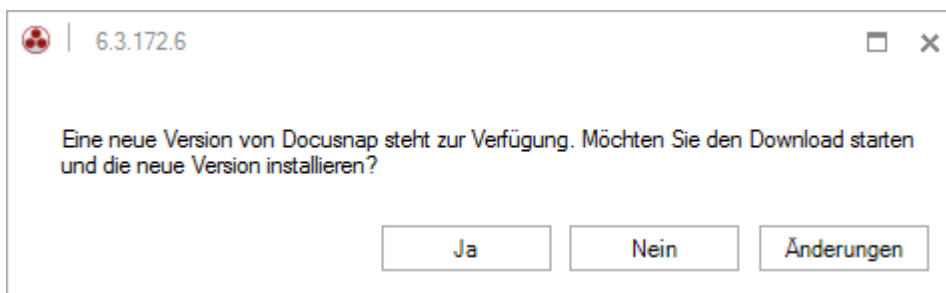 6.3.172.6
Eine neue Version von Docusnap steht zur Verfügung. Möchten Sie den Download starten
und die neue Version installieren?
Ja Nein Änderungen